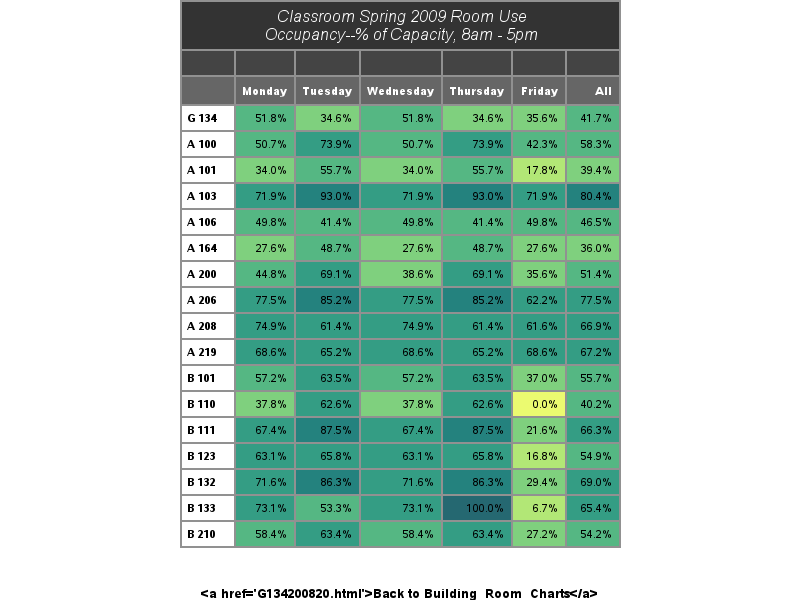 Classroom Spring 2009 Room Use
Occupancy--% of Capacity, 8am - 5pm
Monday Tuesday Wednesday Thursday Friday All
G 134 51.8% 34.6% 51.8% 34.6% 35.6% 41.7%
A 100 50.7% 73.9% 50.7% 73.9% 42.3% 58.3%
A 101 34.0% 55.7% 34.0% 55.7% 17.8% 39.4%
A 103 71.9% 93.0% 71.9% 93.0% 71.9% 80.4%
A 106 49.8% 41.4% 49.8% 41.4% 49.8% 46.5%
A 164 27.6% 48.7% 27.6% 48.7% 27.6% 36.0%
A 200 44.8% 69.1% 38.6% 69.1% 35.6% 51.4%
A 206 77.5% 85.2% 77.5% 85.2% 62.2% 77.5%
A 208 74.9% 61.4% 74.9% 61.4% 61.6% 66.9%
A 219 68.6% 65.2% 68.6% 65.2% 68.6% 67.2%
B 101 57.2% 63.5% 57.2% 63.5% 37.0% 55.7%
B 110 37.8% 62.6% 37.8% 62.6% 0.0% 40.2%
B 111 67.4% 87.5% 67.4% 87.5% 21.6% 66.3%
B 123 63.1% 65.8% 63.1% 65.8% 16.8% 54.9%
B 132 71.6% 86.3% 71.6% 86.3% 29.4% 69.0%
B 133 73.1% 53.3% 73.1% 100.0% 6.7% 65.4%
B 210 58.4% 63.4% 58.4% 63.4% 27.2% 54.2%
<a href='G134200820.html'>Back to Building_Room_Charts</a>